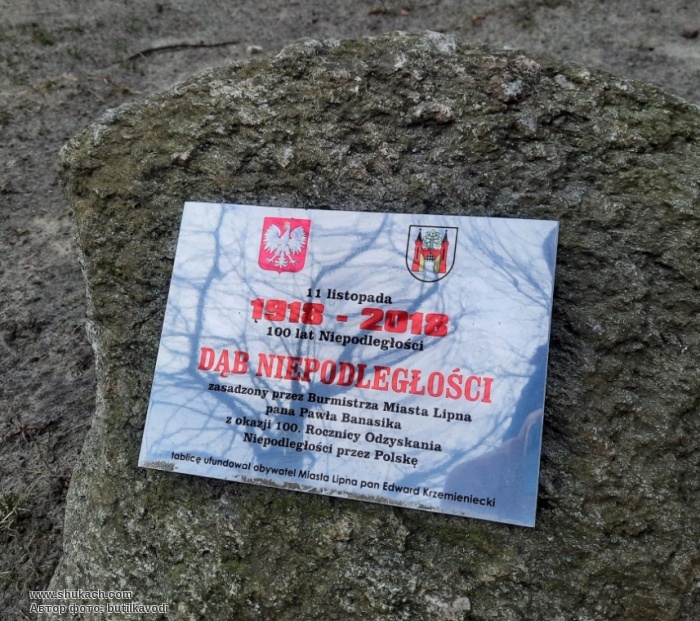 11 listopada
1918 - 2018
100 lat Niepodległości
DĄB NIEPODLEGŁOŚCI
zasadzony przez Burmistrza Miasta Lipna
pana Pawła Banasika
z okazji 100. Rocznicy Odzyskania
Niepodległości przez Polskę
tablicę ufundował obywatel Miasta Lipna pan Edward Krzemieniecki
www.shukach.com
Автор фото: butilkavodi